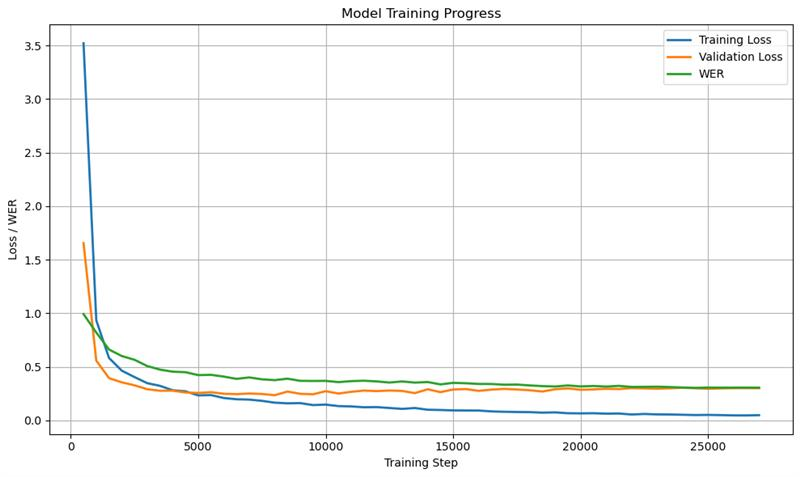 Model Training Progress
Training Loss
Validation Loss
WER
Loss / WER
3.5
3.0
2.5
2.0
1.5
1.0
0.5
0.0
0
5000
10000
15000
20000
25000
Training Step